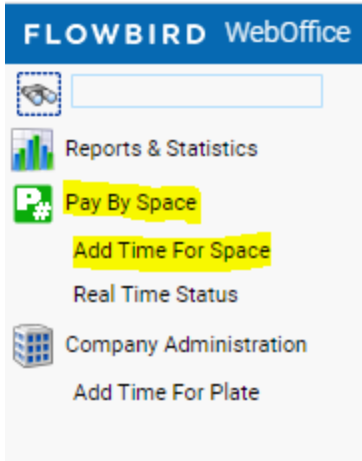 FLOWBIRD WebOffice
Reports & Statistics
P#
Pay By Space
Add Time For Space
Real Time Status
Company Administration
Add Time For Plate